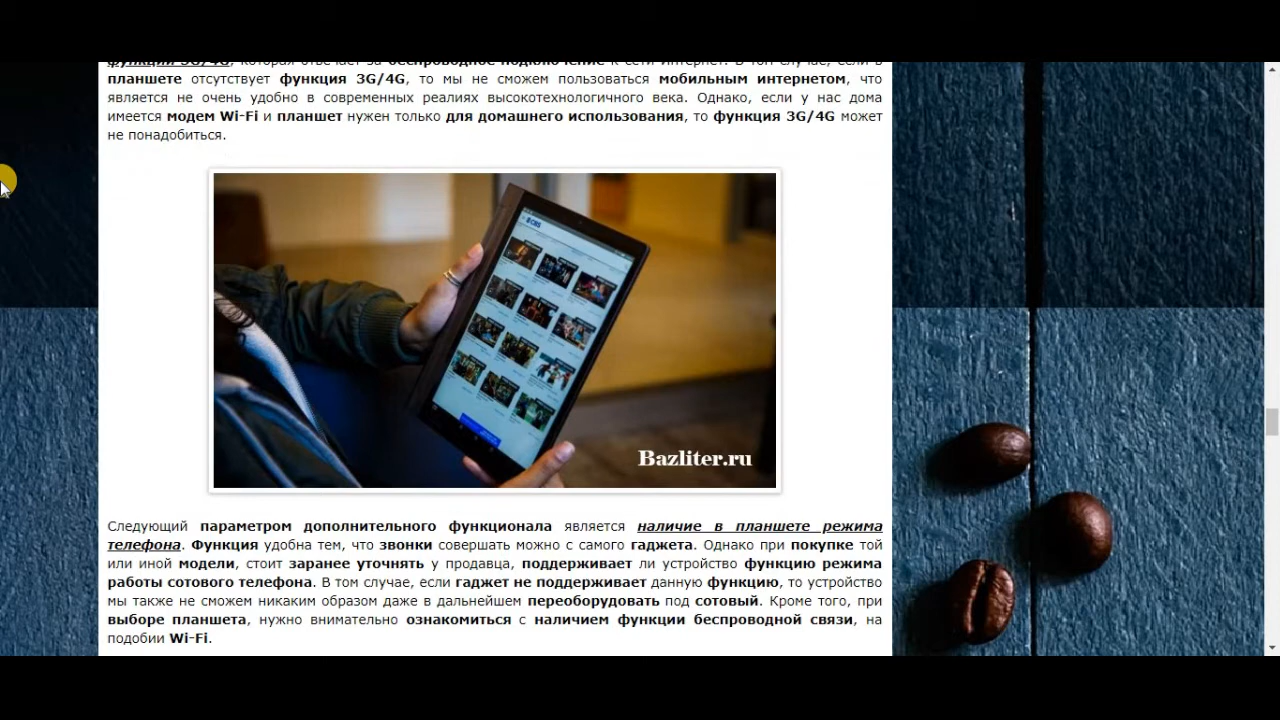 функции 3G/4G, которая отвечает за беспроводное подключение к сети Интернет. В том случае, если в
планшете отсутствует функция 3G/4G, то мы не сможем пользоваться мобильным интернетом, что
является не очень удобно в современных реалиях высокотехнологичного века. Однако, если у нас дома
имеется модем Wi-Fi и планшет нужен только для домашнего использования, то функция 3G/4G может
не понадобиться.
CBS
Bazliter.ru
Следующий параметром дополнительного функционала является наличие в планшете режима
телефона. Функция удобна тем, что звонки совершать можно с самого гаджета. Однако при покупке той
или иной модели, стоит заранее уточнять у продавца, поддерживает ли устройство функцию режима
работы сотового телефона. В том случае, если гаджет не поддерживает данную функцию, то устройство
мы также не сможем никаким образом даже в дальнейшем переоборудовать под сотовый. Кроме того, при
выборе планшета, нужно внимательно ознакомиться с наличием функции беспроводной связи, на
подобии Wi-Fi.